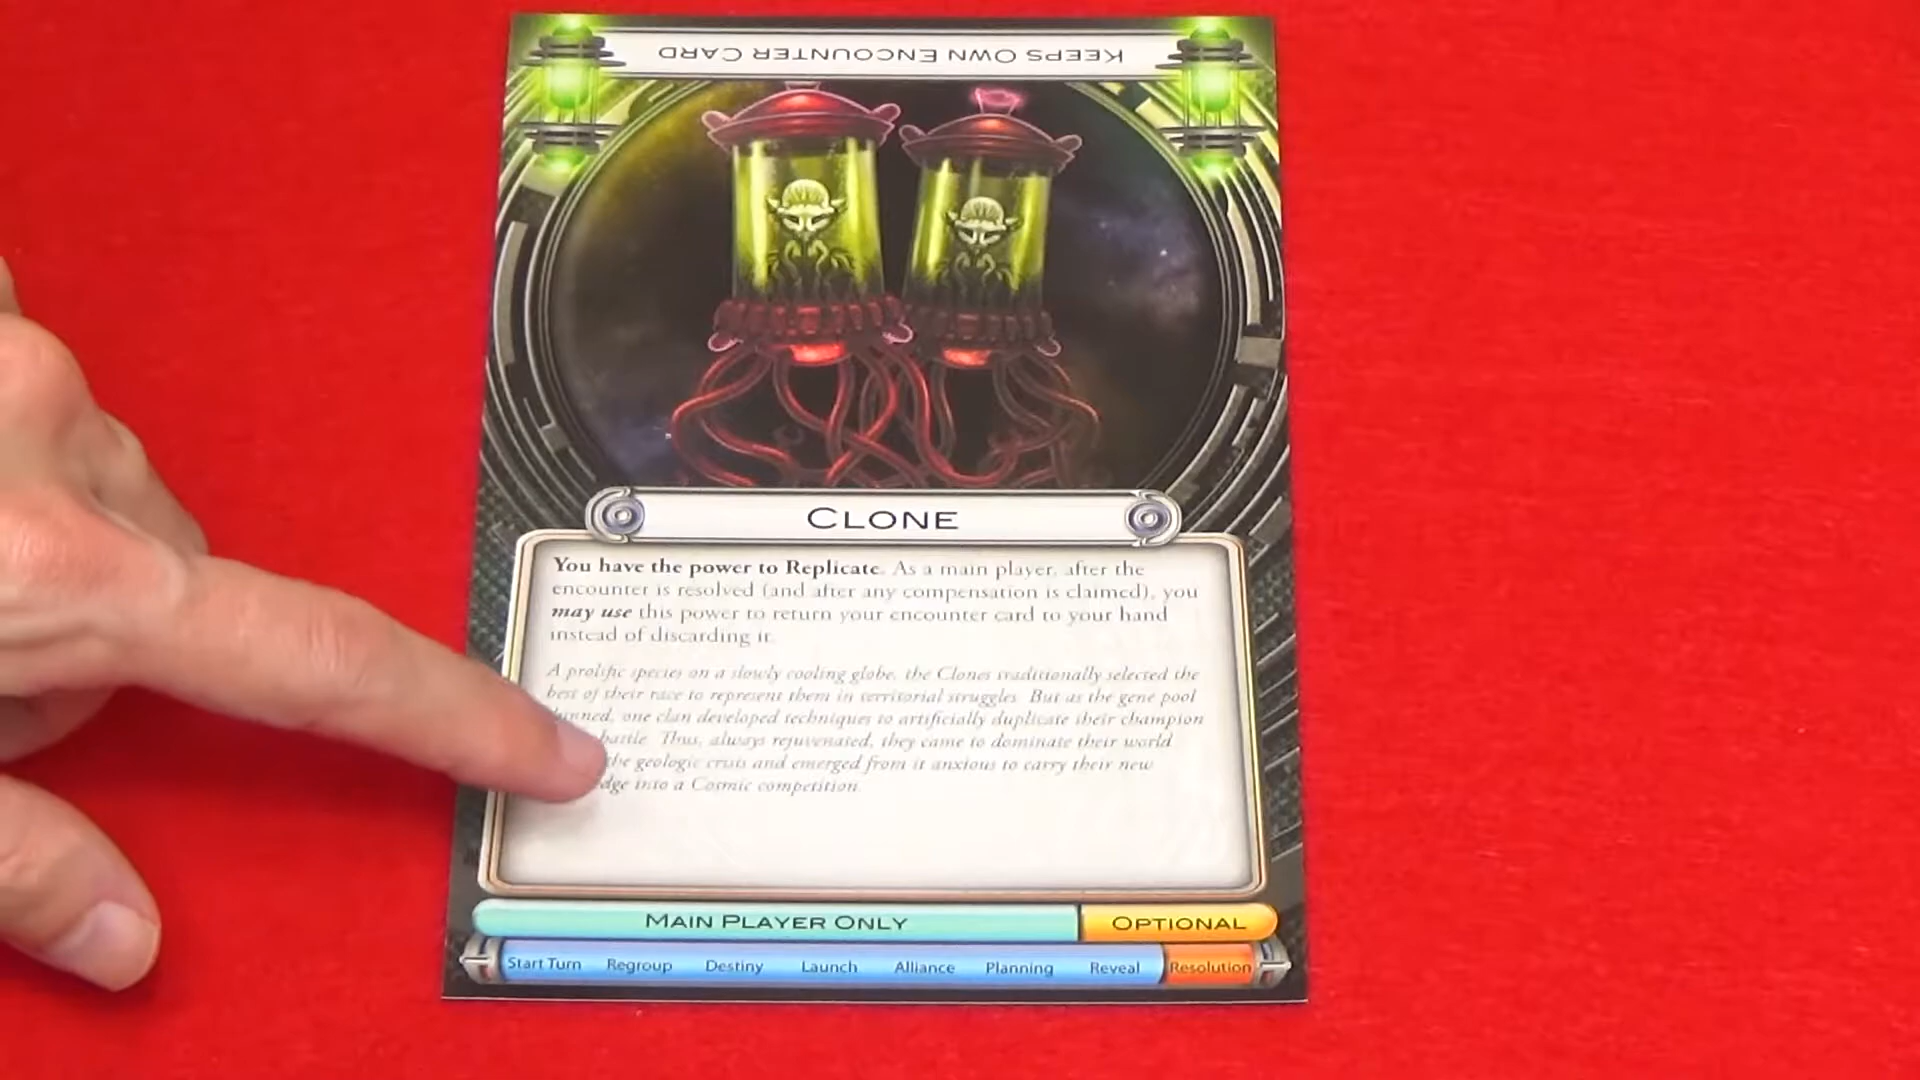 KEEPS OWN ENCOUNTER CARD
CLONE
You have the power to Replicate. As a main player, after the
encounter is resolved (and after any compensation is claimed), you
may use this power to return your encounter card to your hand
instead of discarding it.
A prolific species on a slowly cooling globe, the Clones traditionally selected the
best of their race to represent them in territorial struggles. But as the gene pool
one clan developed techniques to artificially duplicate their champion
battle. Thus, always rejuvenated, they came to dominate their world
the geologic crisis and emerged from it anxious to carry their new
into a Cosmic competition.
MAIN PLAYER ONLY OPTIONAL
Start Turn Regroup Destiny Launch Alliance Planning Reveal Resolution